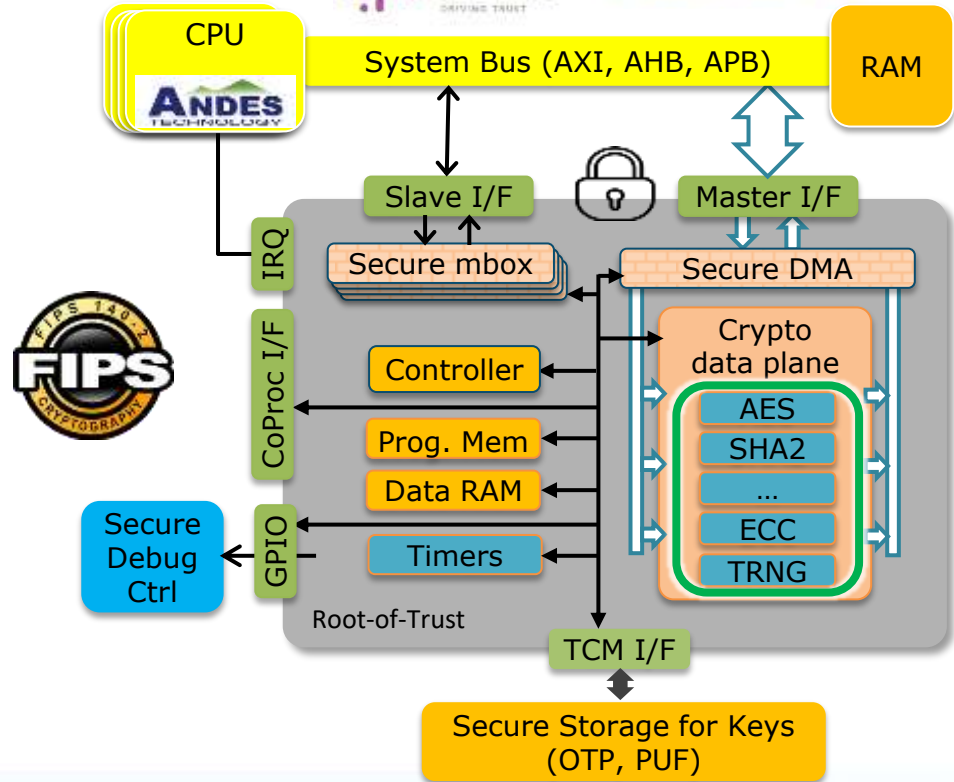 DRIVING TRUST
CPU
ANDES
TECHNOLOGY
System Bus (AXI, AHB, APB)
RAM
Slave I/F
Master I/F
IRQ
Secure mbox
Secure DMA
FIPS 140-2
FIPS
CRYPTOGRAPHY
CoProc I/F
Controller
Crypto
data plane
AES
SHA2
...
ECC
TRNG
Prog. Mem
Data RAM
Secure
Debug
Ctrl
GPIO
Timers
Root-of-Trust
TCM I/F
Secure Storage for Keys
(OTP, PUF)